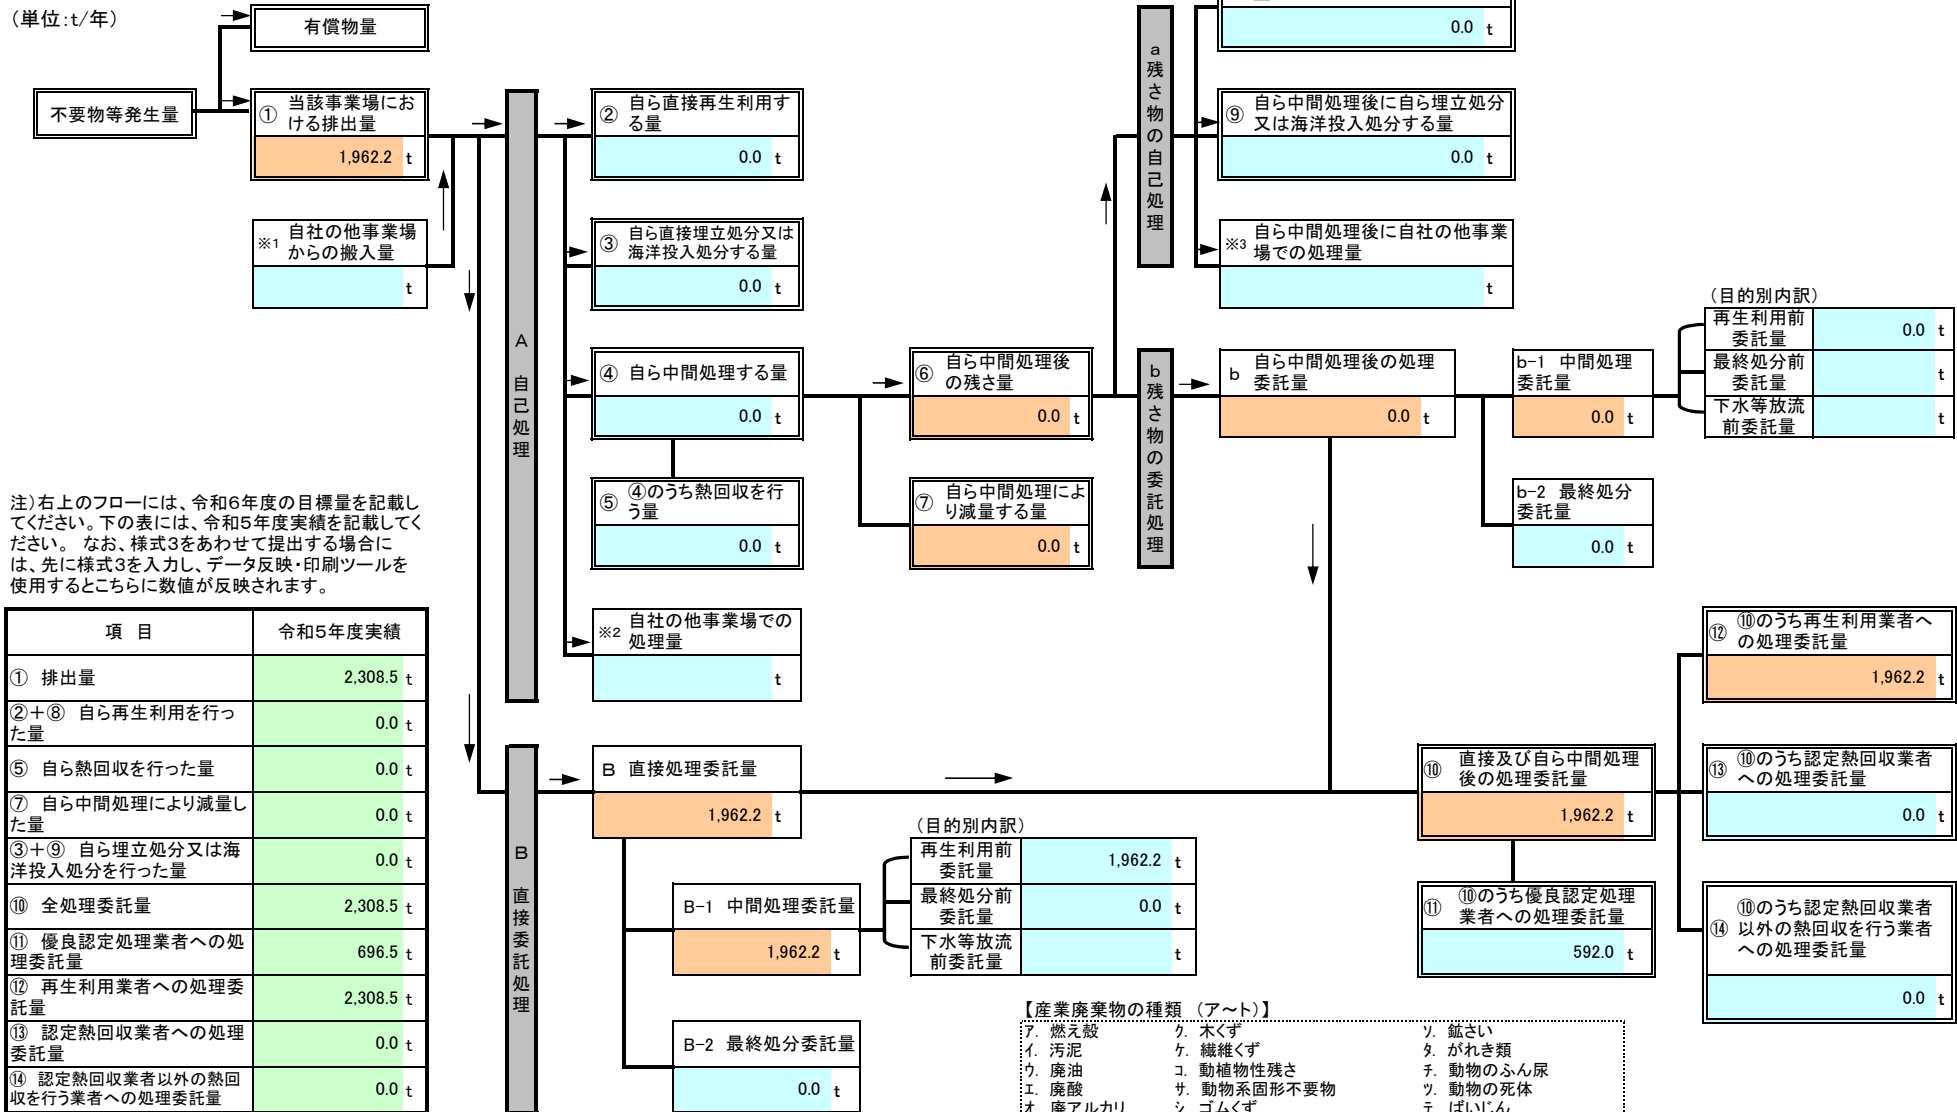 (単位:t/年)
有償物量
不要物等発生量
① 当該事業場にお
ける排出量
1,962.2 t
※1 自社の他事業場
からの搬入量
t
A 自己処理
② 自ら直接再生利用す
る量
0.0 t
③ 自ら直接埋立処分又は
海洋投入処分する量
0.0 t
④ 自ら中間処理する量
0.0 t
⑤ ④のうち熱回収を行
う量
0.0 t
※2 自社の他事業場での
処理量
t
⑥ 自ら中間処理後
の残さ量
0.0 t
⑦ 自ら中間処理によ
り減量する量
0.0 t
a 残さ物の自己処理
0.0 t
⑨ 自ら中間処理後に自ら埋立処分
又は海洋投入処分する量
0.0 t
※3 自ら中間処理後に自社の他事業
場での処理量
t
b 残さ物の委託処理
b 自ら中間処理後の処理
委託量
0.0 t
b-1 中間処理
委託量
0.0 t
b-2 最終処分
委託量
0.0 t
(目的別内訳)
再生利用前
委託量
0.0 t
最終処分前
委託量
t
下水等放流
前委託量
t
注)右上のフローには、令和6年度の目標量を記載し
てください。下の表には、令和5年度実績を記載してく
ださい。 なお、様式3をあわせて提出する場合に
は、先に様式3を入力し、データ反映・印刷ツールを
使用するとこちらに数値が反映されます。
項 目 令和5年度実績
① 排出量 2,308.5 t
②+⑧ 自ら再生利用を行っ
た量 0.0 t
⑤ 自ら熱回収を行った量 0.0 t
⑦ 自ら中間処理により減量し
た量 0.0 t
③+⑨ 自ら埋立処分又は海
洋投入処分を行った量 0.0 t
⑩ 全処理委託量 2,308.5 t
⑪ 優良認定処理業者への処
理委託量 696.5 t
⑫ 再生利用業者への処理委
託量 2,308.5 t
⑬ 認定熱回収業者への処理
委託量 0.0 t
⑭ 認定熱回収業者以外の熱回
収を行う業者への処理委託量 0.0 t
B 直接委託処理
B 直接処理委託量
1,962.2 t
B-1 中間処理委託量
1,962.2 t
B-2 最終処分委託量
0.0 t
(目的別内訳)
再生利用前
委託量
1,962.2 t
最終処分前
委託量
0.0 t
下水等放流
前委託量
t
⑩ 直接及び自ら中間処理
後の処理委託量
1,962.2 t
⑪ ⑩のうち優良認定処理
業者への処理委託量
592.0 t
⑫ ⑩のうち再生利用業者へ
の処理委託量
1,962.2 t
⑬ ⑩のうち認定熱回収業者
への処理委託量
0.0 t
⑭ ⑩のうち認定熱回収業者
以外の熱回収を行う業者
への処理委託量
0.0 t
【産業廃棄物の種類 (ア~ト)】
ア. 燃え殻 ク. 木くず ソ. 鉱さい
イ. 汚泥 ケ. 繊維くず タ. がれき類
ウ. 廃油 コ. 動植物性残さ チ. 動物のふん尿
エ. 廃酸 サ. 動物系固形不要物 ツ. 動物の死体
オ. 廃アルカリ シ. ゴムくず テ. ばいじん